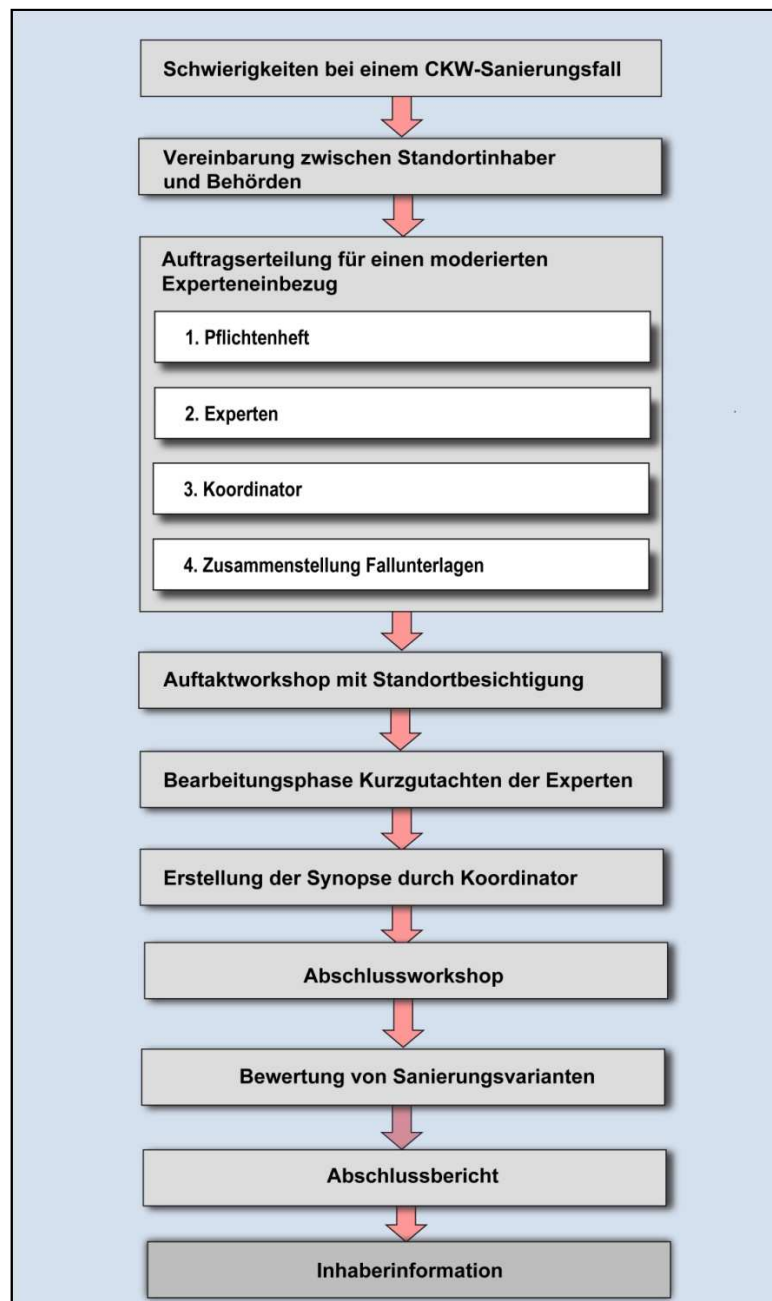 Schwierigkeiten bei einem CKW-Sanierungsfall
Vereinbarung zwischen Standortinhaber
und Behörden
Auftragserteilung für einen moderierten
Experteneinbezug
1. Pflichtenheft
2. Experten
3. Koordinator
4. Zusammenstellung Fallunterlagen
Auftaktworkshop mit Standortbesichtigung
Bearbeitungsphase Kurzgutachten der Experten
Erstellung der Synopse durch Koordinator
Abschlussworkshop
Bewertung von Sanierungsvarianten
Abschlussbericht
Inhaberinformation